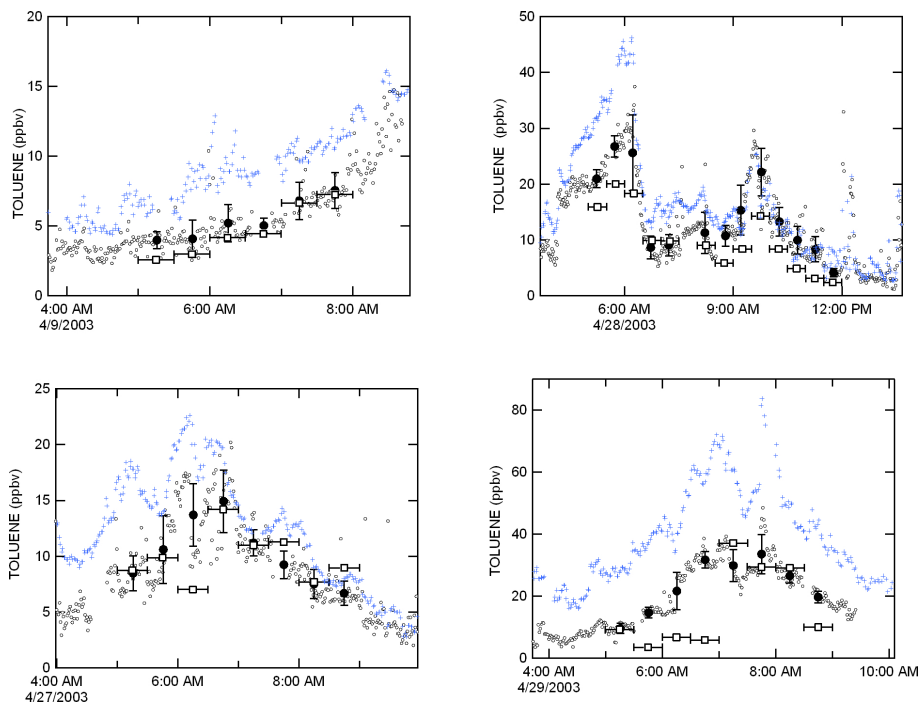 TOLUENE (ppbv)
20
15
10
5
0
4:00 AM
6:00 AM
8:00 AM
4/9/2003
TOLUENE (ppbv)
50
40
30
20
10
0
6:00 AM
9:00 AM
12:00 PM
4/28/2003
TOLUENE (ppbv)
25
20
15
10
5
0
4:00 AM
6:00 AM
8:00 AM
4/27/2003
TOLUENE (ppbv)
80
60
40
20
0
4:00 AM
6:00 AM
8:00 AM
10:00 AM
4/29/2003